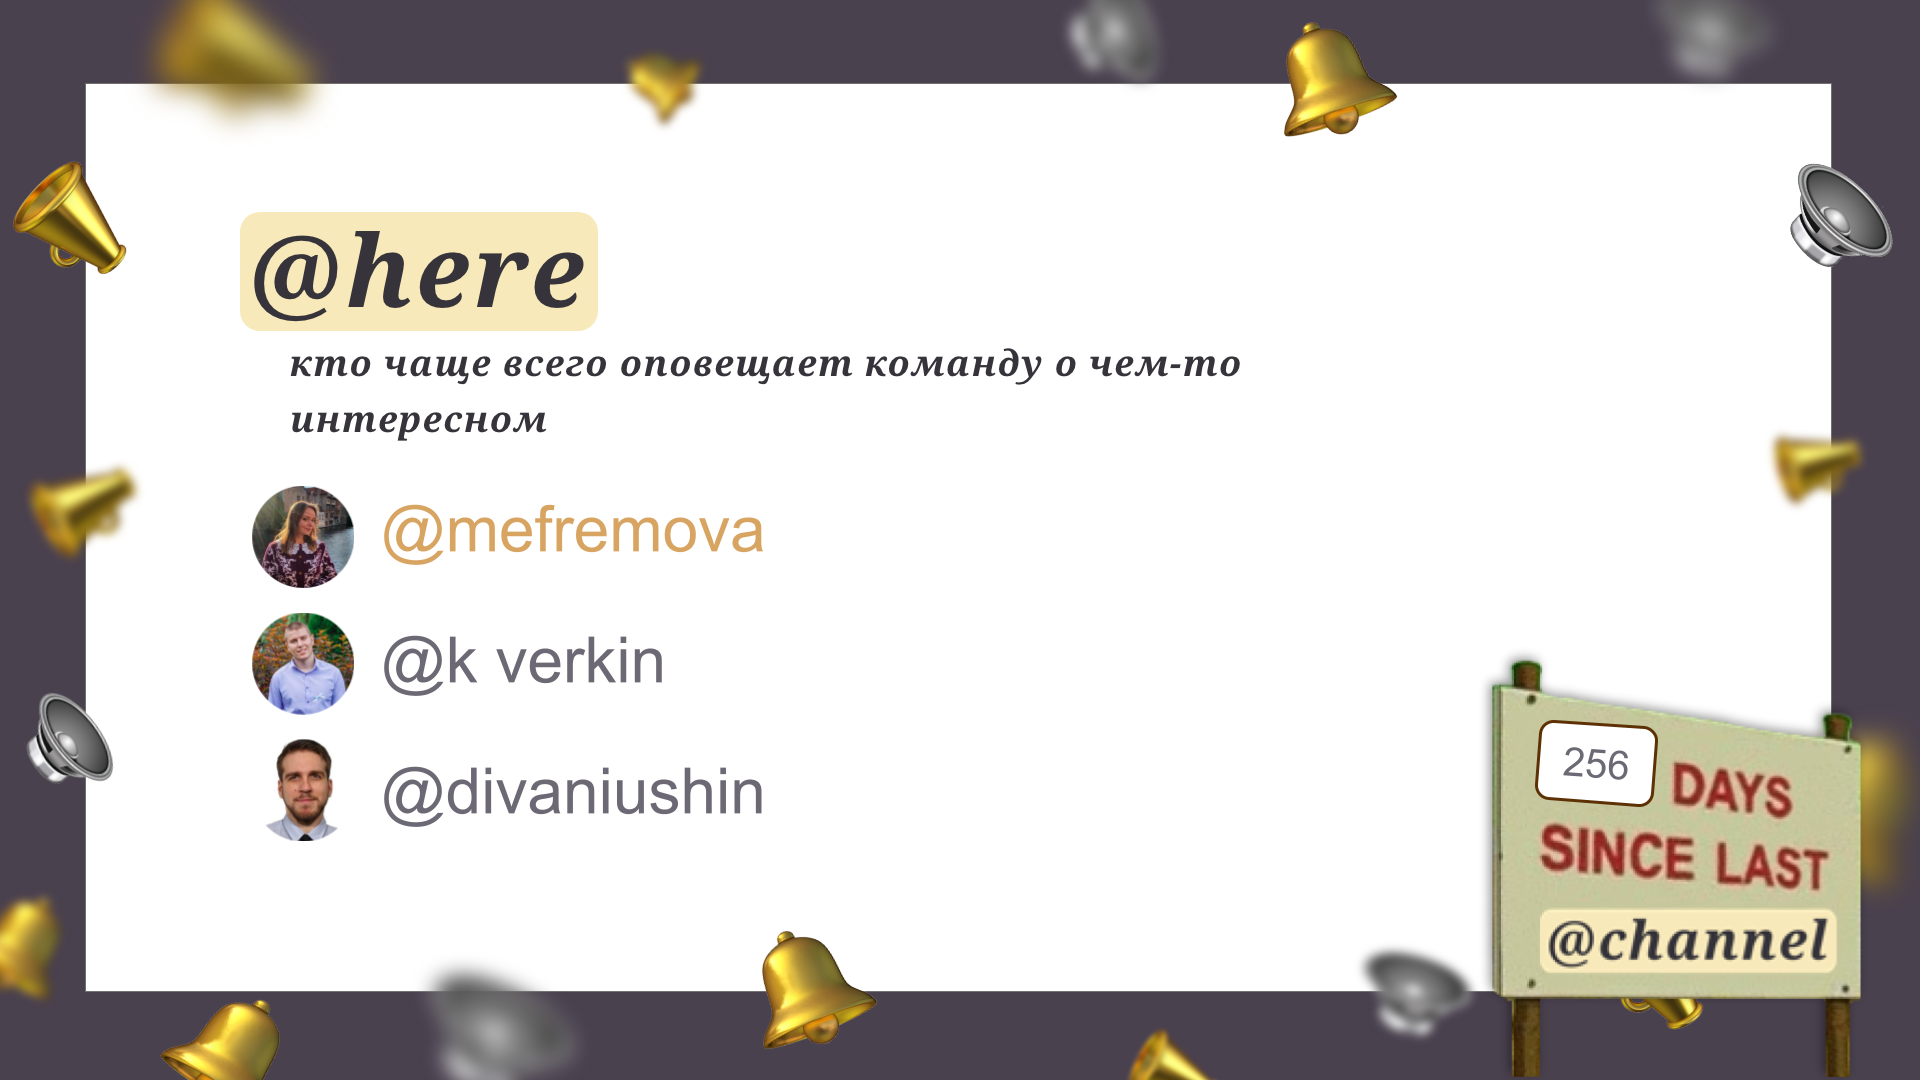 @here
кто чаще всего оповещает команду о чем-то
интересном
@mefremova
@k verkin
@divaniushin
256 DAYS
SINCE LAST
@channel